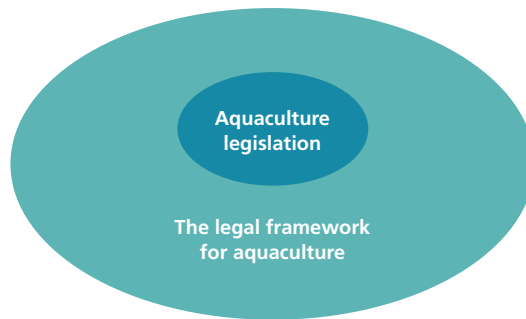 Aquaculture
legislation
The legal framework
for aquaculture